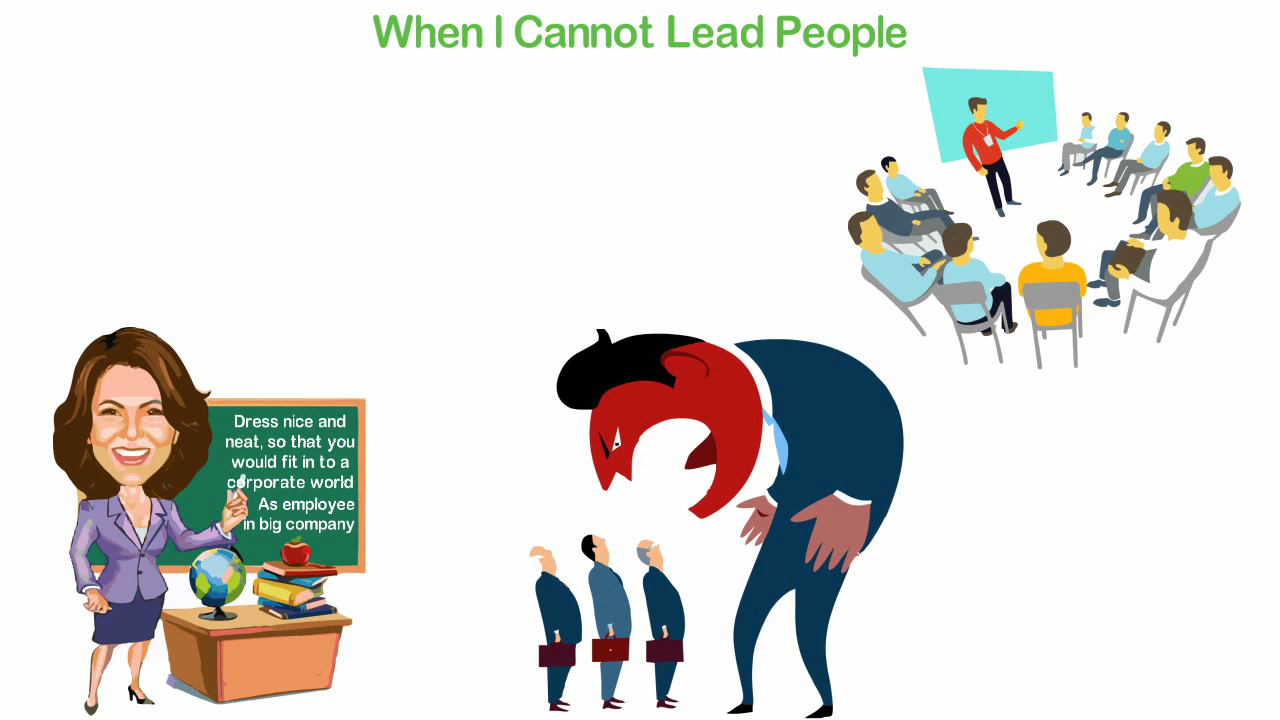 When I Cannot Lead People
Dress nice and
neat, so that you
would fit in to a
corporate world
As employee
in big company